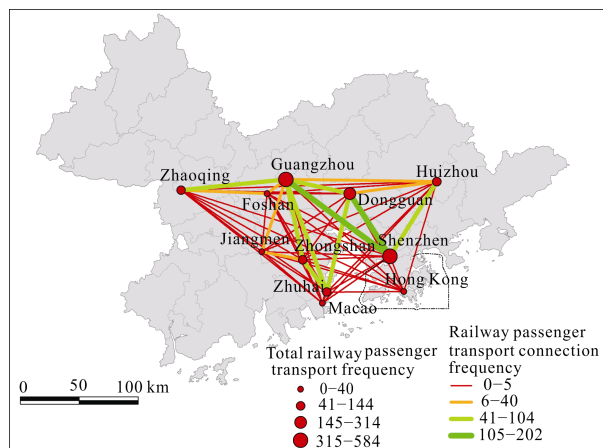 Guangzhou
Zhaoqing
Huizhou
Foshan
Dongguan
Jiangmen
Zhongshan
Shenzhen
Zhuhai
Hong Kong
Macao
0 50 100 km
Total railway passenger
transport frequency
0−40
41−144
145−314
315−584
Railway passenger
transport connection
frequency
0−5
6−40
41−104
105−202